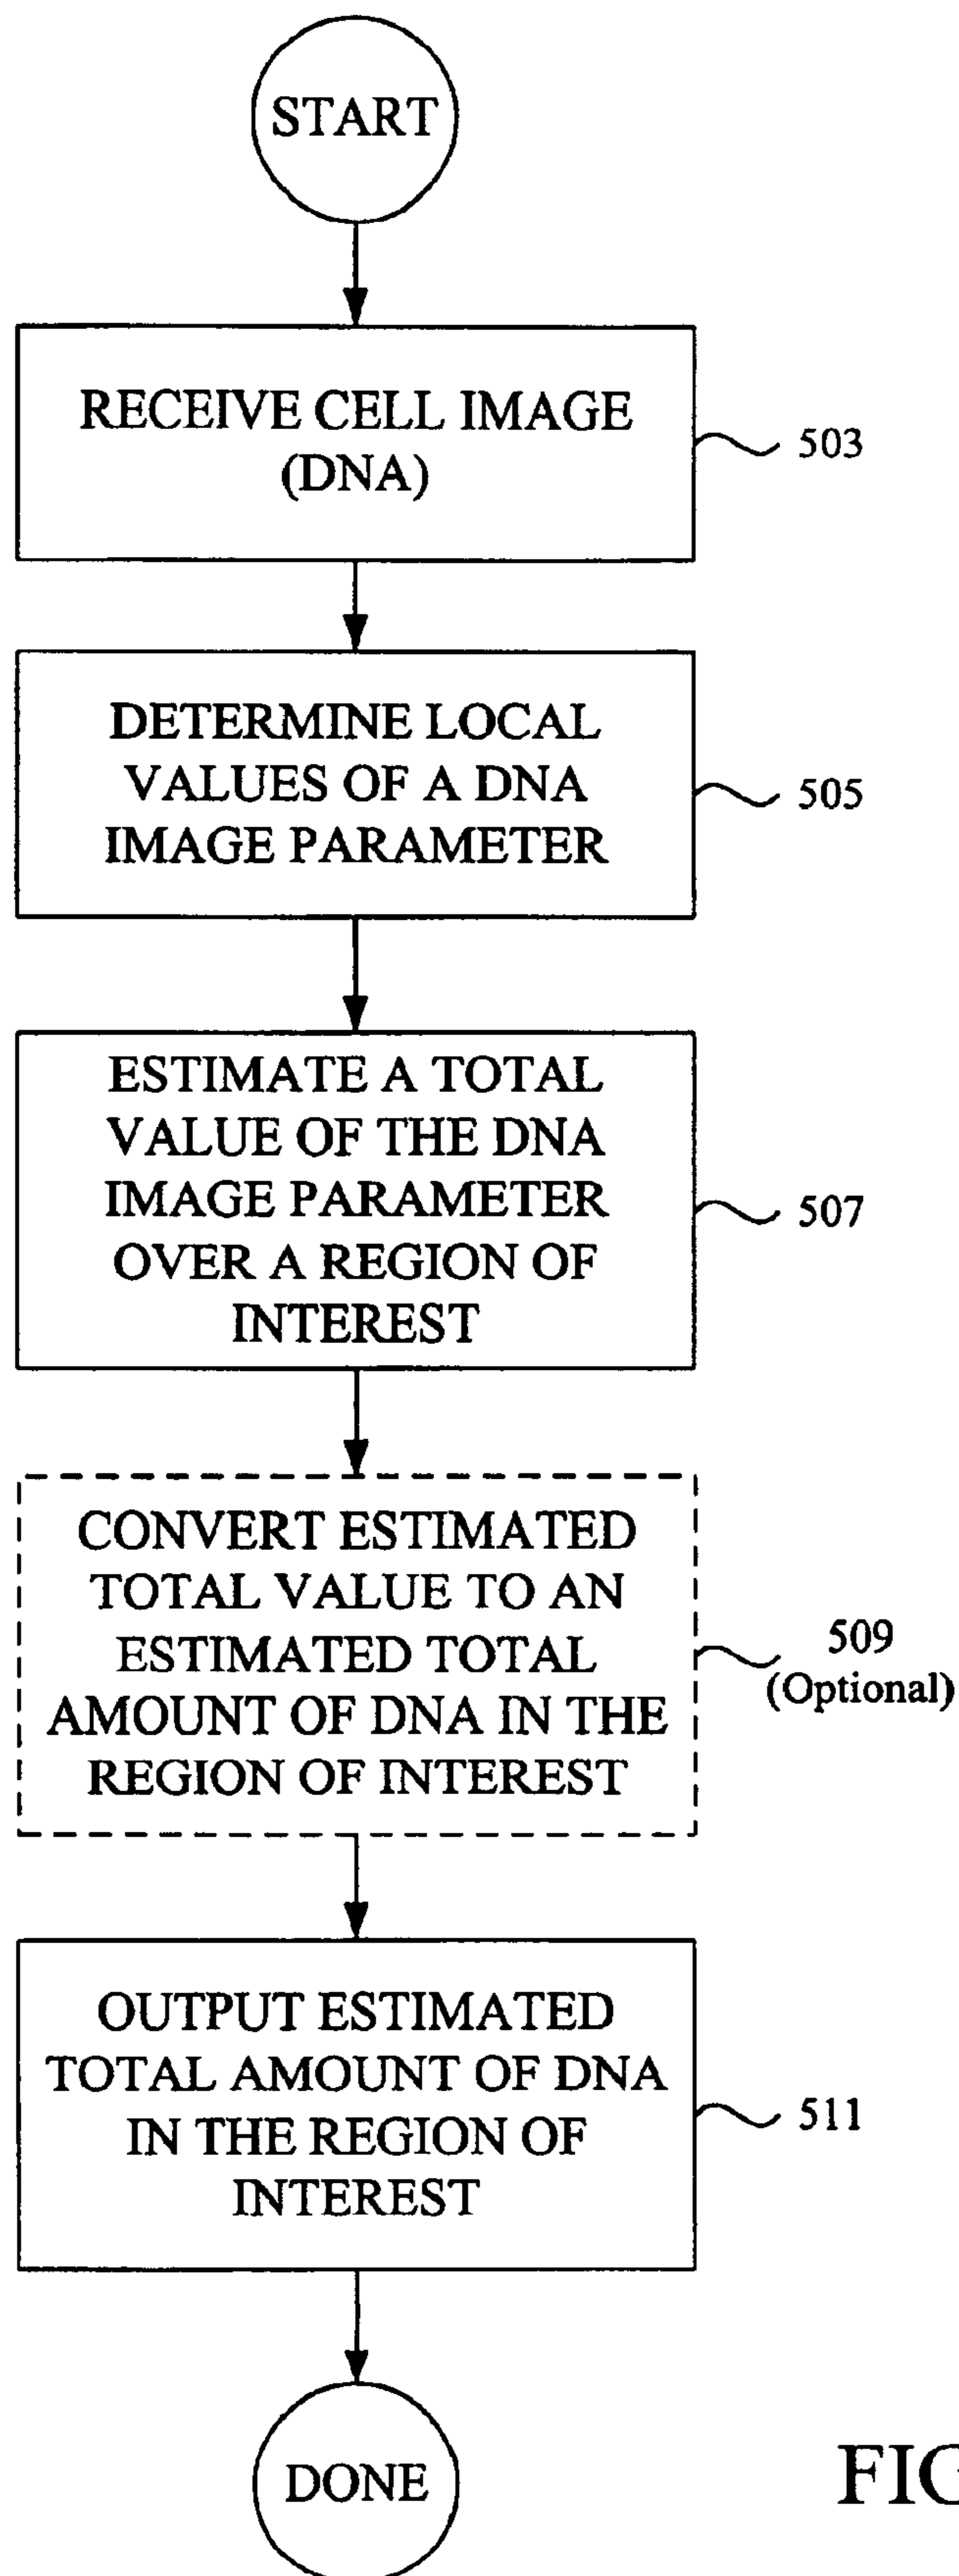 START
RECEIVE CELL IMAGE
(DNA)
503
DETERMINE LOCAL
VALUES OF A DNA
IMAGE PARAMETER
505
ESTIMATE A TOTAL
VALUE OF THE DNA
IMAGE PARAMETER
OVER A REGION OF
INTEREST
507
CONVERT ESTIMATED
TOTAL VALUE TO AN
ESTIMATED TOTAL
AMOUNT OF DNA IN THE
REGION OF INTEREST
509
(Optional)
OUTPUT ESTIMATED
TOTAL AMOUNT OF DNA
IN THE REGION OF
INTEREST
511
DONE